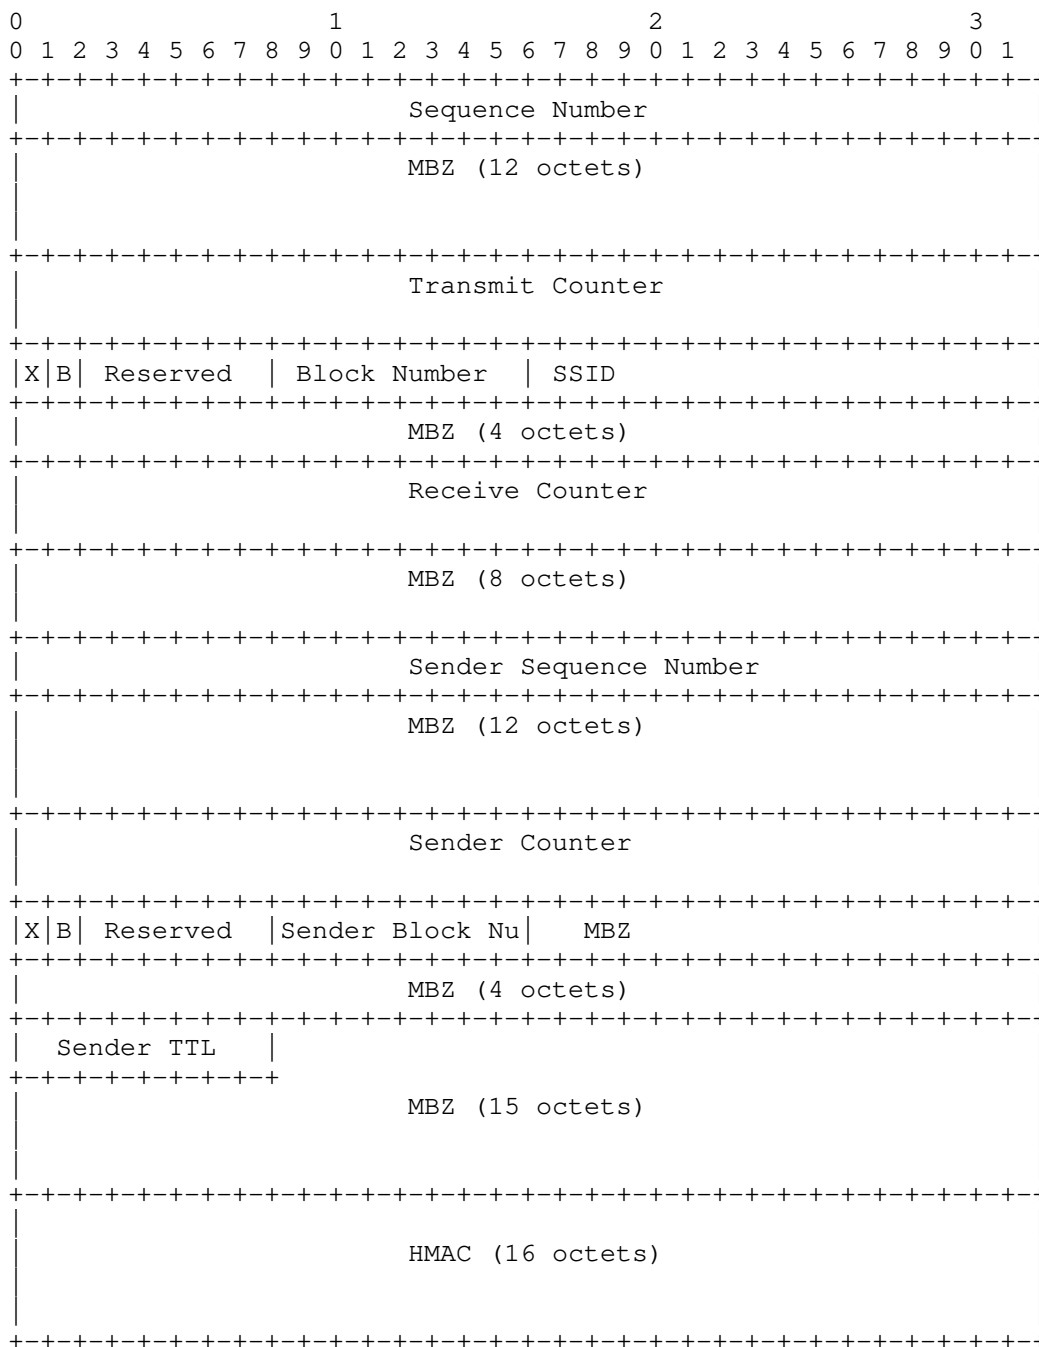 0                   1                   2                   3
0 1 2 3 4 5 6 7 8 9 0 1 2 3 4 5 6 7 8 9 0 1 2 3 4 5 6 7 8 9 0 1
+-+-+-+-+-+-+-+-+-+-+-+-+-+-+-+-+-+-+-+-+-+-+-+-+-+-+-+-+-+-+-+--
|                        Sequence Number
+-+-+-+-+-+-+-+-+-+-+-+-+-+-+-+-+-+-+-+-+-+-+-+-+-+-+-+-+-+-+-+--
|                        MBZ (12 octets)
|
|
+-+-+-+-+-+-+-+-+-+-+-+-+-+-+-+-+-+-+-+-+-+-+-+-+-+-+-+-+-+-+-+--
|                        Transmit Counter
|
+-+-+-+-+-+-+-+-+-+-+-+-+-+-+-+-+-+-+-+-+-+-+-+-+-+-+-+-+-+-+-+--
|X|B| Reserved  | Block Number  | SSID
+-+-+-+-+-+-+-+-+-+-+-+-+-+-+-+-+-+-+-+-+-+-+-+-+-+-+-+-+-+-+-+--
|                        MBZ (4 octets)
+-+-+-+-+-+-+-+-+-+-+-+-+-+-+-+-+-+-+-+-+-+-+-+-+-+-+-+-+-+-+-+--
|                        Receive Counter
|
+-+-+-+-+-+-+-+-+-+-+-+-+-+-+-+-+-+-+-+-+-+-+-+-+-+-+-+-+-+-+-+--
|                        MBZ (8 octets)
|
+-+-+-+-+-+-+-+-+-+-+-+-+-+-+-+-+-+-+-+-+-+-+-+-+-+-+-+-+-+-+-+--
|                        Sender Sequence Number
+-+-+-+-+-+-+-+-+-+-+-+-+-+-+-+-+-+-+-+-+-+-+-+-+-+-+-+-+-+-+-+--
|                        MBZ (12 octets)
|
|
+-+-+-+-+-+-+-+-+-+-+-+-+-+-+-+-+-+-+-+-+-+-+-+-+-+-+-+-+-+-+-+--
|                        Sender Counter
|
+-+-+-+-+-+-+-+-+-+-+-+-+-+-+-+-+-+-+-+-+-+-+-+-+-+-+-+-+-+-+-+--
|X|B| Reserved  |Sender Block Nu|   MBZ
+-+-+-+-+-+-+-+-+-+-+-+-+-+-+-+-+-+-+-+-+-+-+-+-+-+-+-+-+-+-+-+--
|                        MBZ (4 octets)
+-+-+-+-+-+-+-+-+-+-+-+-+-+-+-+-+-+-+-+-+-+-+-+-+-+-+-+-+-+-+-+--
|  Sender TTL   |
+-+-+-+-+-+-+-+-+
|                        MBZ (15 octets)
|
|
+-+-+-+-+-+-+-+-+-+-+-+-+-+-+-+-+-+-+-+-+-+-+-+-+-+-+-+-+-+-+-+--
|
|                        HMAC (16 octets)
|
|
+-+-+-+-+-+-+-+-+-+-+-+-+-+-+-+-+-+-+-+-+-+-+-+-+-+-+-+-+-+-+-+--